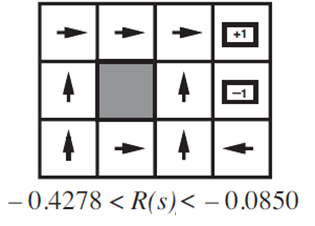 +1
–1
– 0.4278 < R(s) < – 0.0850